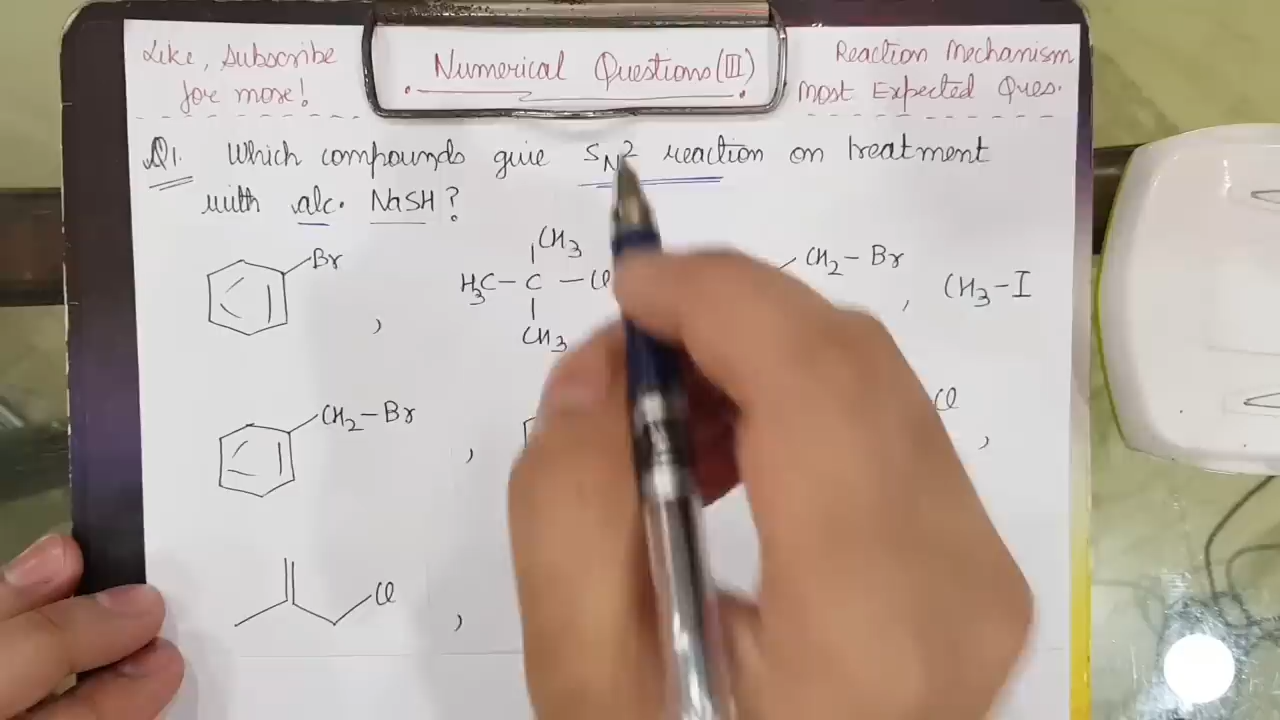 Like, Subscribe
for more!
Numerical Questions (III)
Reaction Mechanism
Most Expected Ques.
Q1. Which compounds give SN2 reaction on treatment
with alc. NaSH?
Br
,
CH3
H3C-C-Cl
CH3
CH2-Br
,
CH3-I
CH2-Br
,
Cl
,
Cl
,